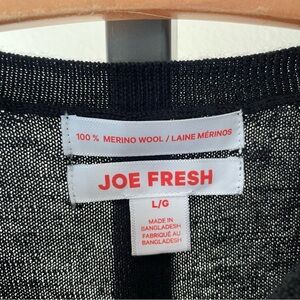 100% MERINO WOOL / LAINE MÉRINOS
JOE FRESH
L/G
MADE IN
BANGLADESH
FABRIQUÉ AU
BANGLADESH